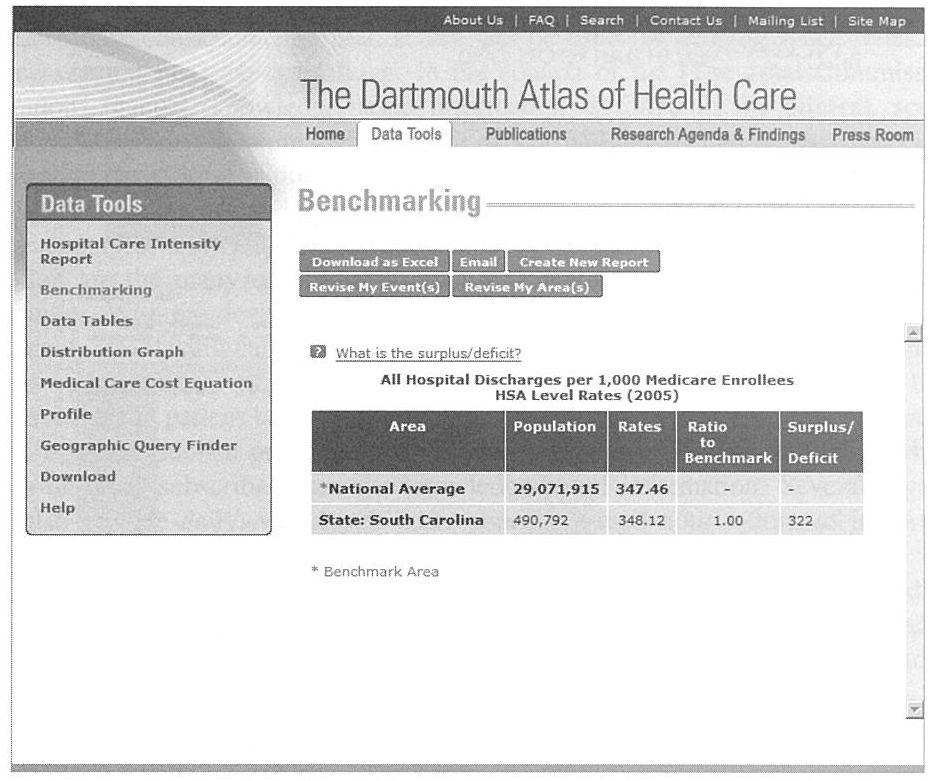 About Us | FAQ | Search | Contact Us | Mailing List | Site Map
The Dartmouth Atlas of Health Care
Home Data Tools Publications Research Agenda & Findings Press Room
Data Tools
Hospital Care Intensity
Report
Benchmarking
Data Tables
Distribution Graph
Medical Care Cost Equation
Profile
Geographic Query Finder
Download
Help
Benchmarking
Download as Excel Email Create New Report
Revise My Event(s) Revise My Area(s)
? What is the surplus/deficit?
All Hospital Discharges per 1,000 Medicare Enrollees
HSA Level Rates (2005)
Area Population Rates Ratio to Benchmark Surplus/ Deficit
*National Average 29,071,915 347.46 - -
State: South Carolina 490,792 348.12 1.00 322
* Benchmark Area